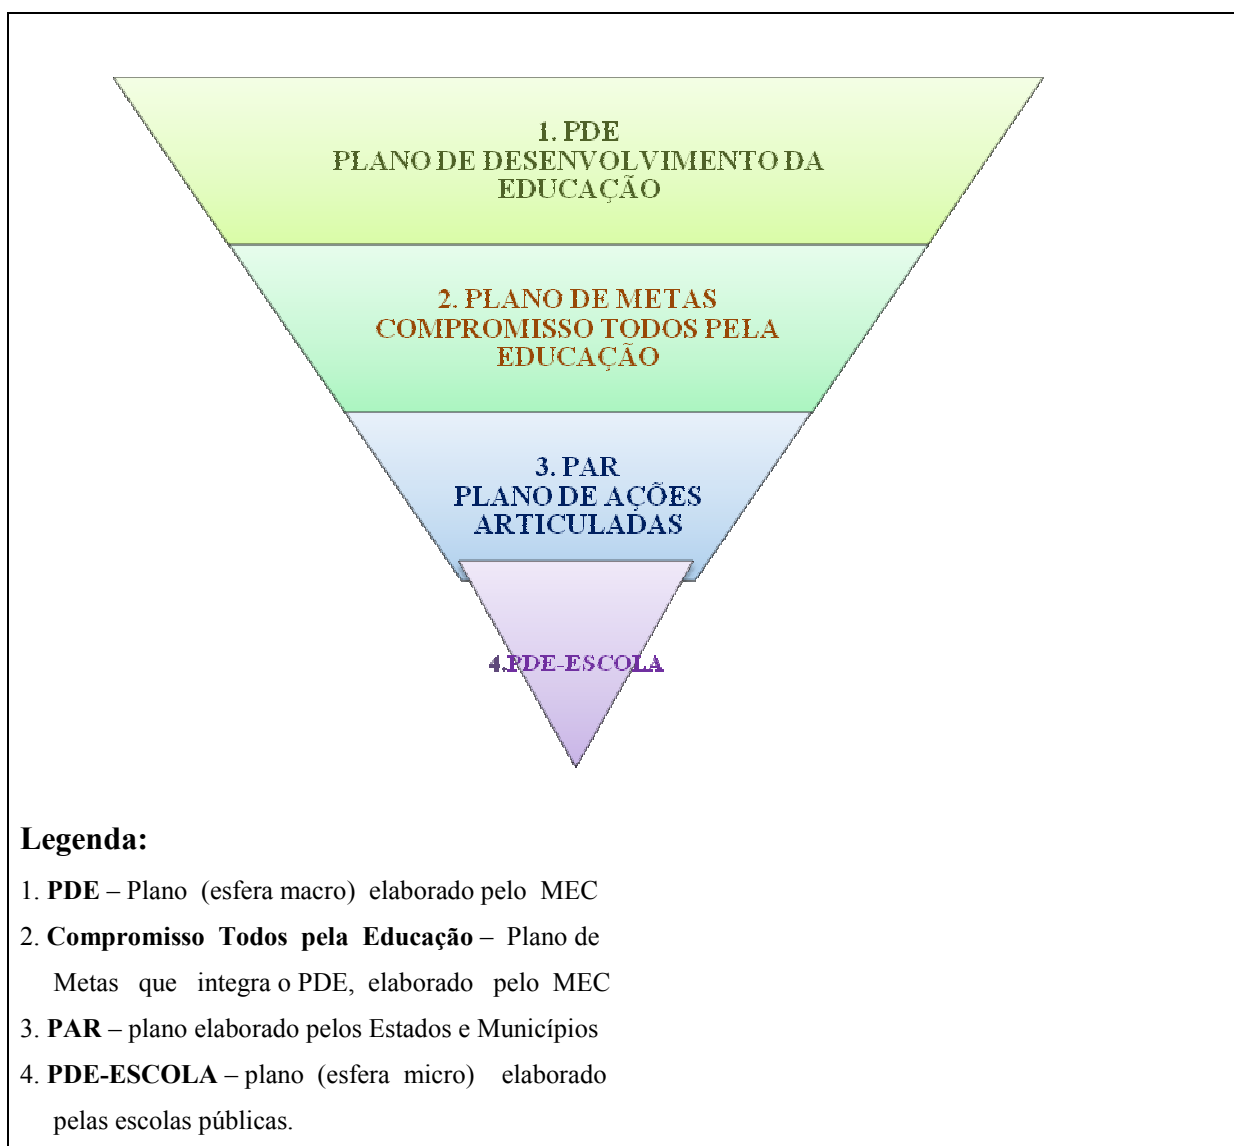 1. PDE
PLANO DE DESENVOLVIMENTO DA
EDUCAÇÃO
2. PLANO DE METAS
COMPROMISSO TODOS PELA
EDUCAÇÃO
3. PAR
PLANO DE AÇÕES
ARTICULADAS
4.PDE-ESCOLA
Legenda:
1. PDE – Plano (esfera macro) elaborado pelo MEC
2. Compromisso Todos pela Educação – Plano de
Metas que integra o PDE, elaborado pelo MEC
3. PAR – plano elaborado pelos Estados e Municípios
4. PDE-ESCOLA – plano (esfera micro) elaborado
pelas escolas públicas.